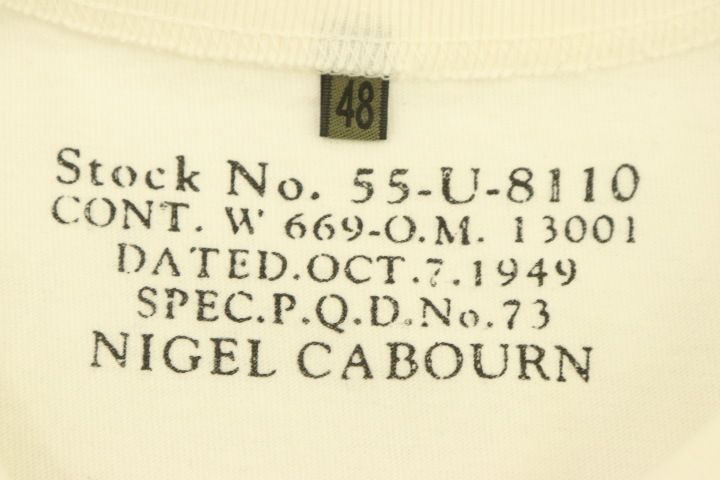 48
Stock No. 55-U-8110
CONT. W 669-O.M. 13001
DATED.OCT.7.1949
SPEC.P.Q.D.No.73
NIGEL CABOURN